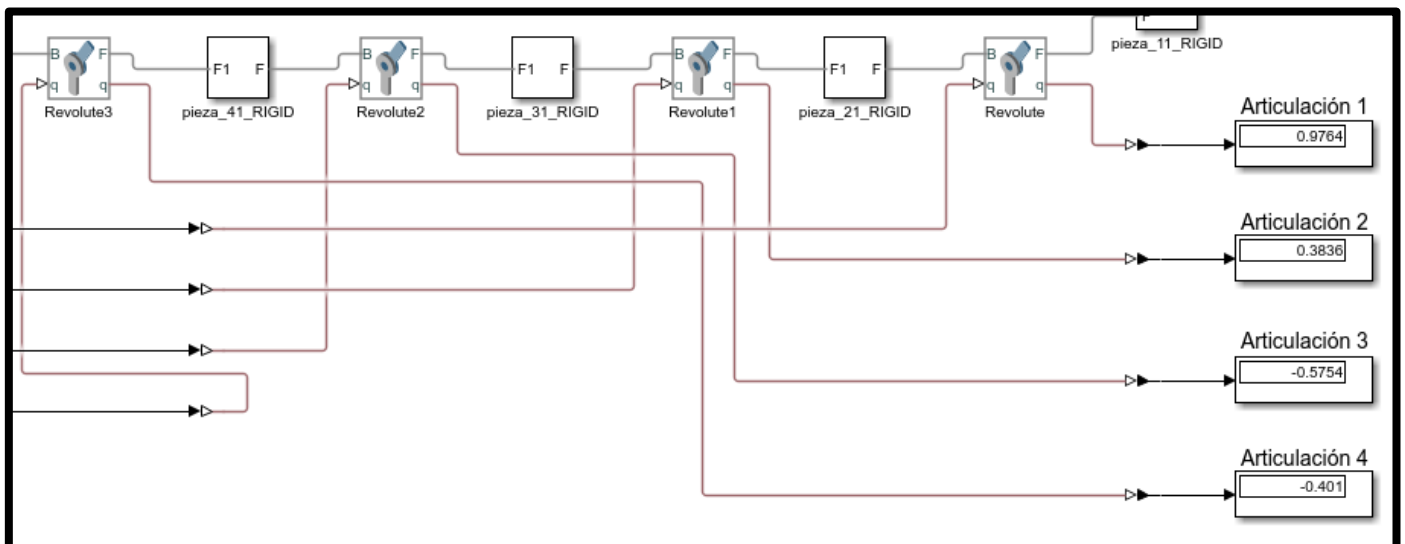 pieza_11_RIGID
B F F1 F B F F1 F B F F1 F B F
q q q q q q q q
Revolute3 pieza_41_RIGID Revolute2 pieza_31_RIGID Revolute1 pieza_21_RIGID Revolute
Articulación 1
0.9764
Articulación 2
0.3836
Articulación 3
-0.5754
Articulación 4
-0.401